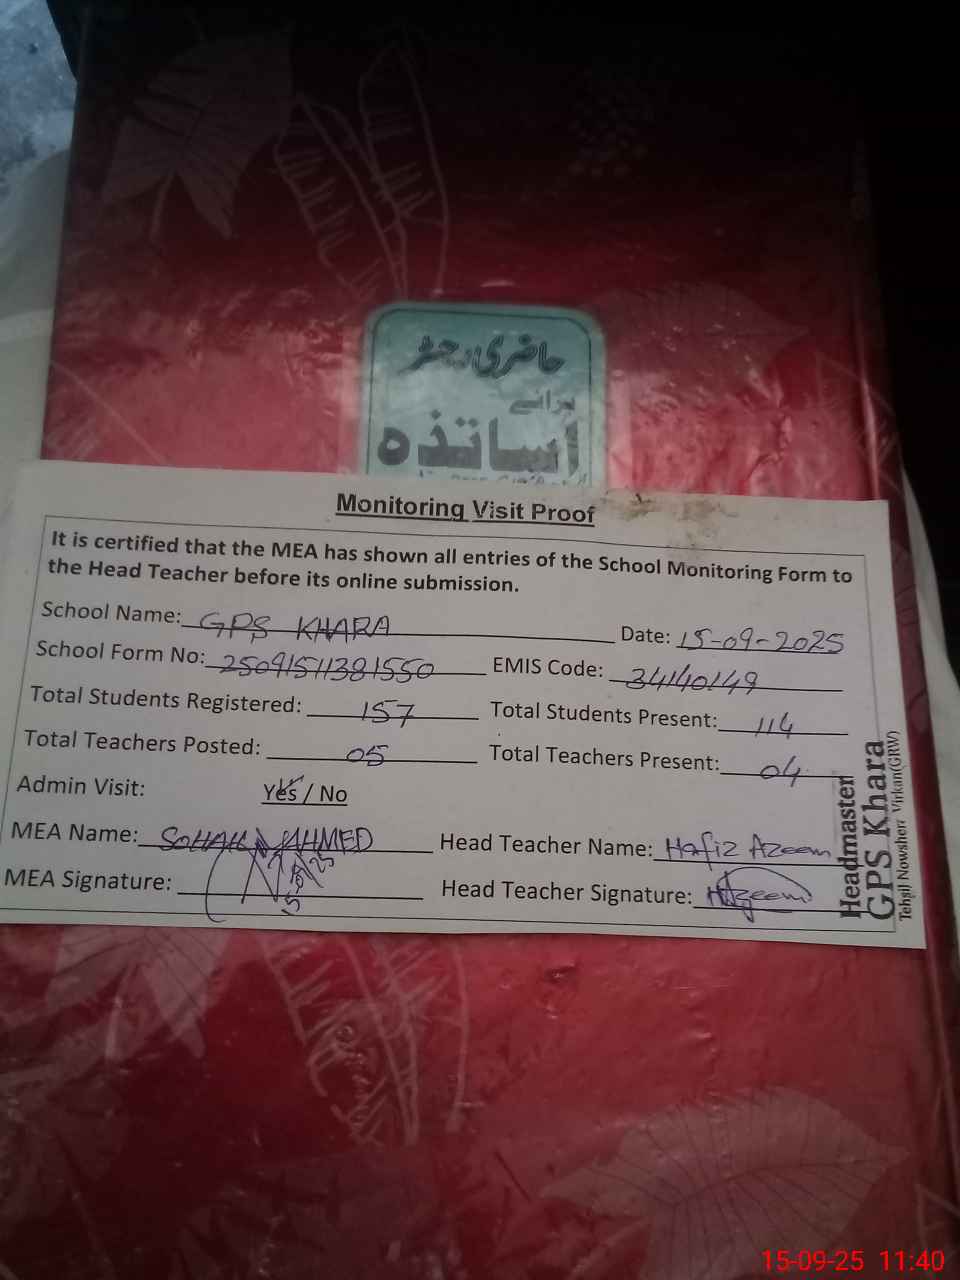 حاضری رجسٹر
برائے
اساتذہ
Monitoring Visit Proof
It is certified that the MEA has shown all entries of the School Monitoring Form to
the Head Teacher before its online submission.
School Name: GPS KHARA Date: 15-09-2025
School Form No: 25091511381550 EMIS Code: 34140149
Total Students Registered: 157 Total Students Present: 114
Total Teachers Posted: 05 Total Teachers Present: 04
Admin Visit: Yes / No
MEA Name: SOHAIL AHMED Head Teacher Name: Hafiz Azeem
MEA Signature: Head Teacher Signature: HAzeem
Headmaster
GPS Khara
Tehsil Nowsherr Virkan(GRW)
15-09-25 11:40